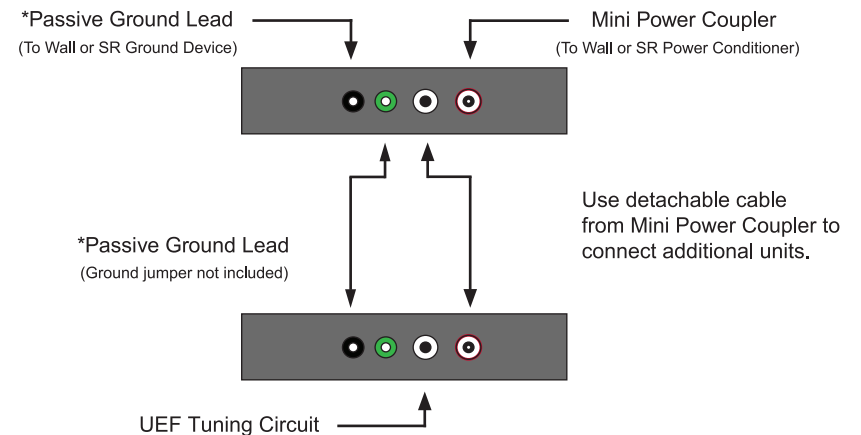 *Passive Ground Lead
(To Wall or SR Ground Device)
Mini Power Coupler
(To Wall or SR Power Conditioner)
Use detachable cable
from Mini Power Coupler to
connect additional units.
*Passive Ground Lead
(Ground jumper not included)
UEF Tuning Circuit